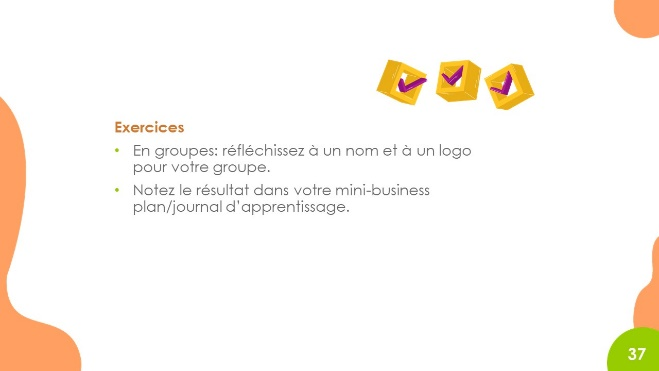 Exercices
• En groupes: réfléchissez à un nom et à un logo
pour votre groupe.
• Notez le résultat dans votre mini-business
plan/journal d’apprentissage.
37